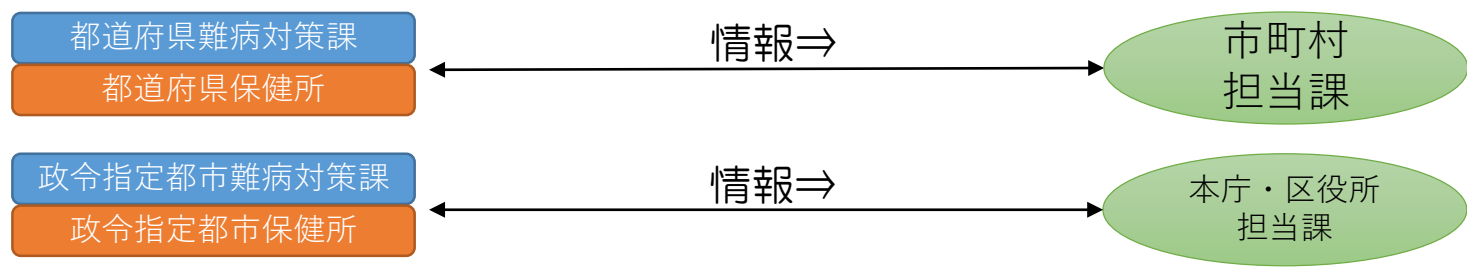 都道府県難病対策課
都道府県保健所
情報⇒
市町村
担当課
政令指定都市難病対策課
政令指定都市保健所
情報⇒
本庁・区役所
担当課